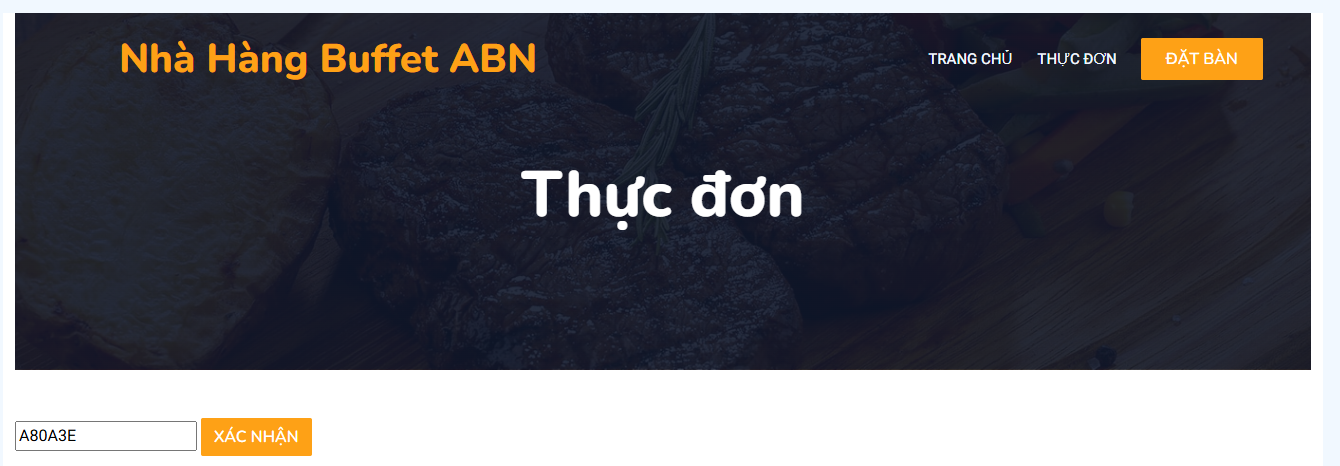 Nhà Hàng Buffet ABN
TRANG CHỦ
THỰC ĐƠN
ĐẶT BÀN
Thực đơn
A80A3E
XÁC NHẬN